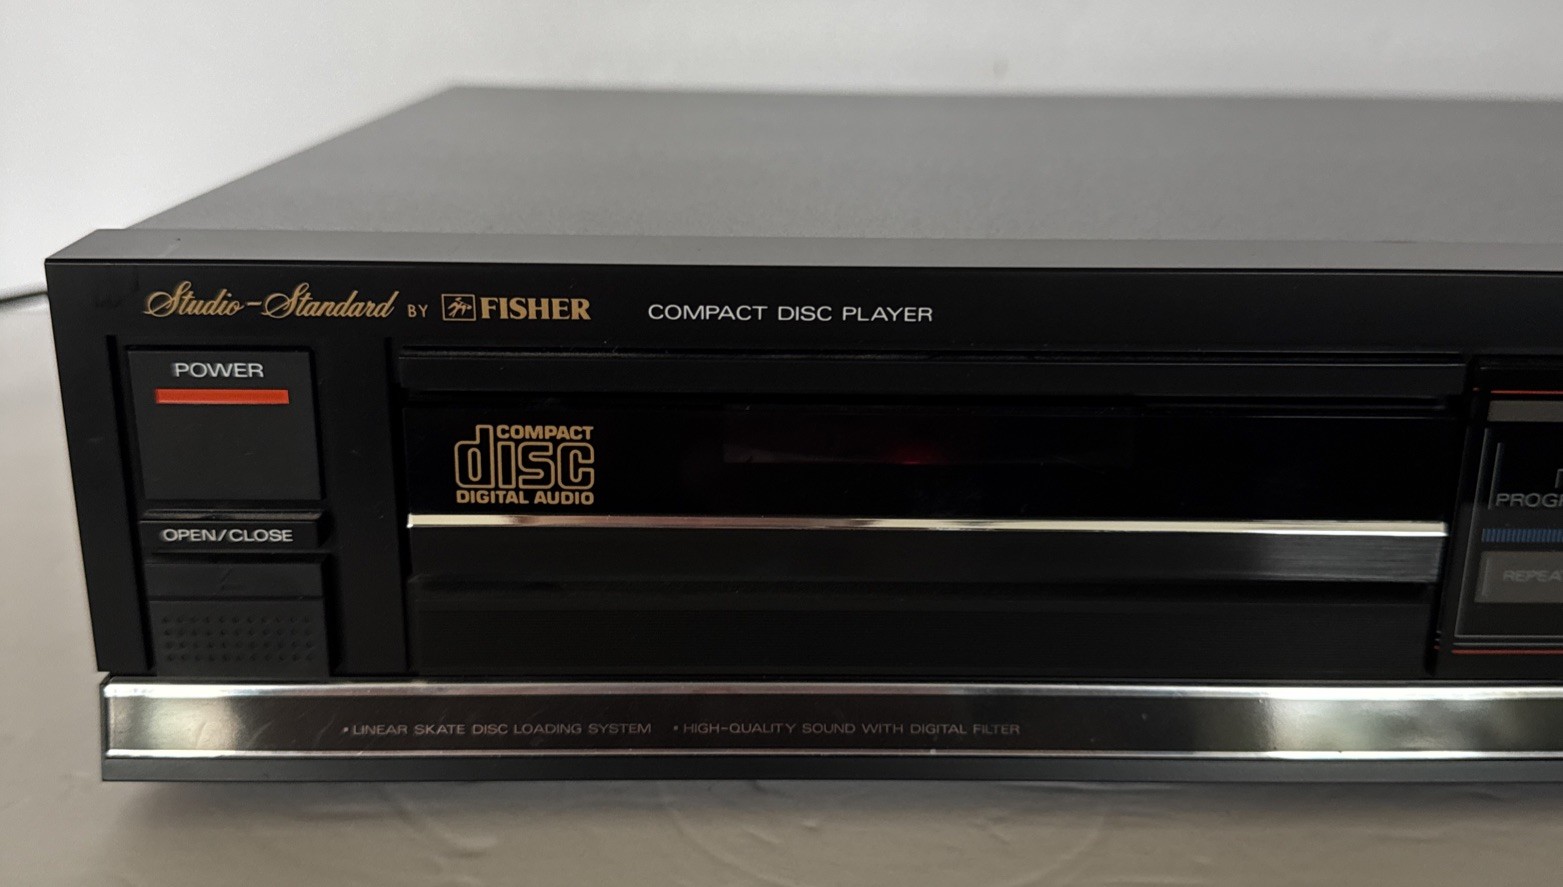 Studio-Standard BY FISHER COMPACT DISC PLAYER
POWER
COMPACT
disc
DIGITAL AUDIO
OPEN/CLOSE
• LINEAR SKATE DISC LOADING SYSTEM • HIGH-QUALITY SOUND WITH DIGITAL FILTER